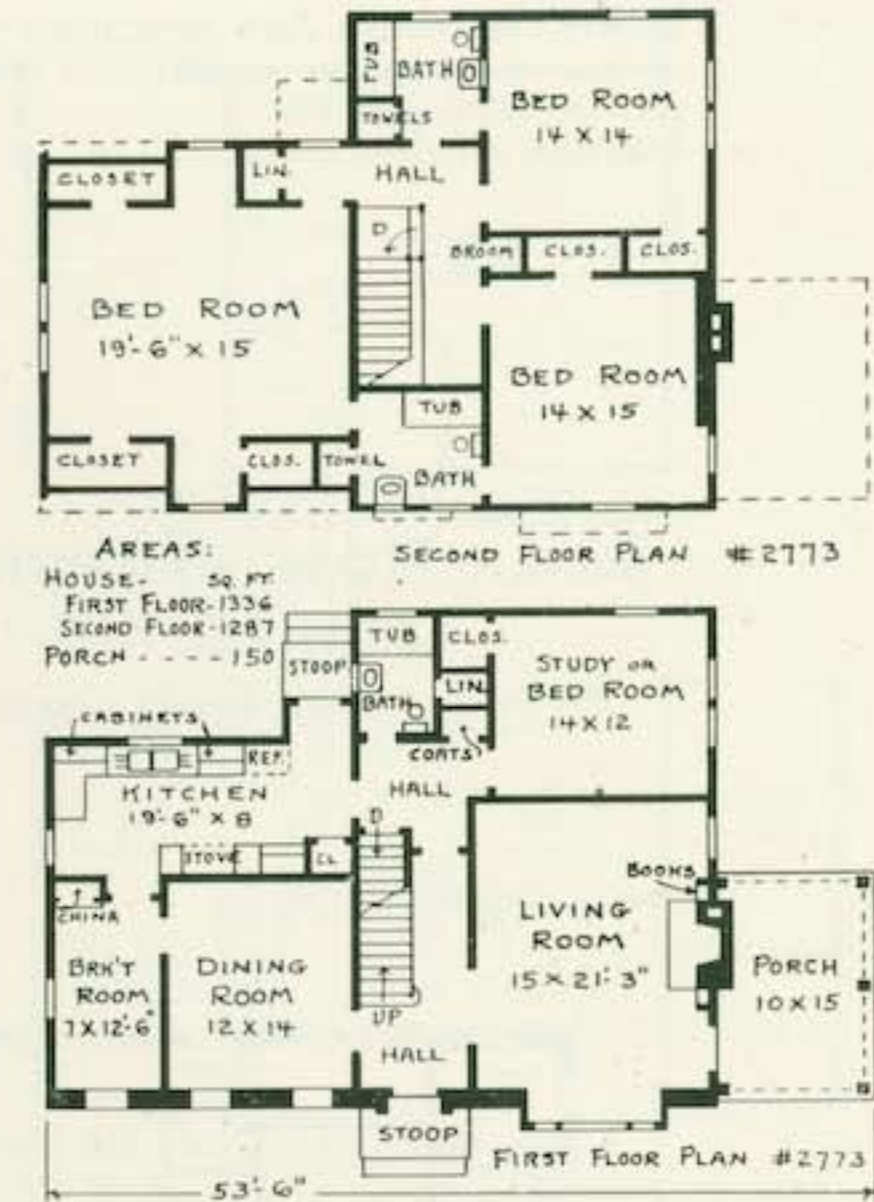 TUB
BATH
TOWELS
BED ROOM
14 X 14
CLOSET
LIN.
HALL
D
BROOM
CLOS.
CLOS.
BED ROOM
19'-6" X 15
BED ROOM
14 X 15
TUB
CLOSET
CLOS.
TOWEL
BATH
SECOND FLOOR PLAN #2773
AREAS:
HOUSE- SQ. FT.
FIRST FLOOR-1336
SECOND FLOOR-1287
PORCH - - - - 150
STOOP
TUB
CLOS.
BATH
LIN.
STUDY OR
BED ROOM
14 X 12
COATS
CABINETS
REF.
KITCHEN
19'-6" X 8
HALL
D
STOVE
CL.
CHINA
BRK'T
ROOM
7 X 12'-6"
DINING
ROOM
12 X 14
UP
HALL
BOOKS
LIVING
ROOM
15 X 21'-3"
PORCH
10 X 15
STOOP
FIRST FLOOR PLAN #2773
53'-6"